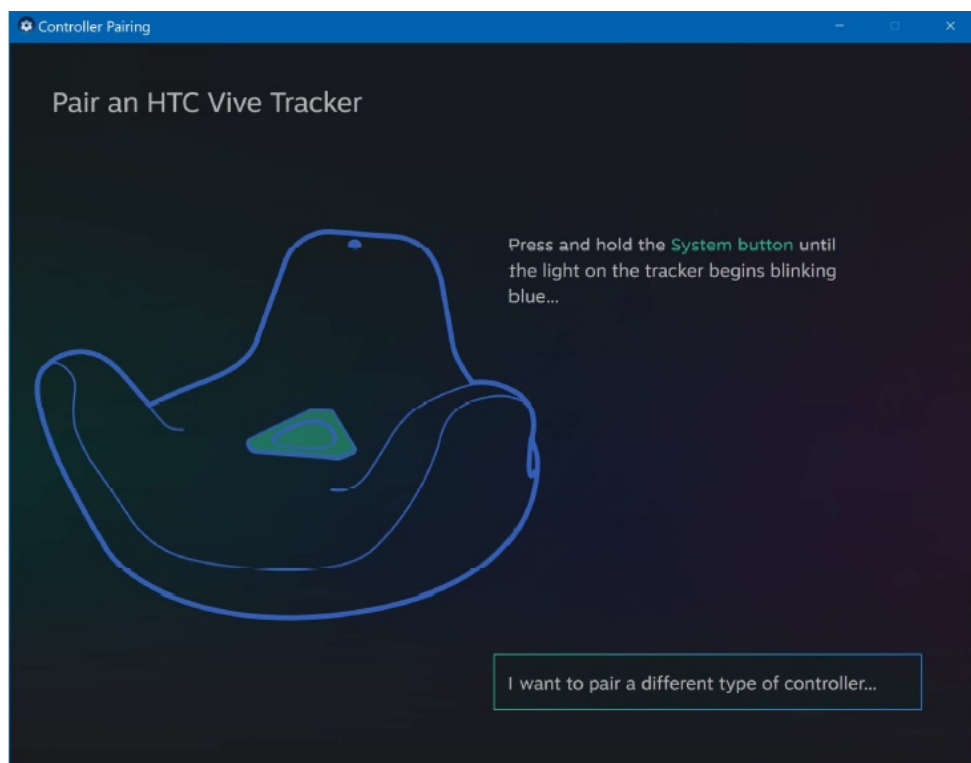 Controller Pairing
Pair an HTC Vive Tracker
Press and hold the System button until
the light on the tracker begins blinking
blue...
I want to pair a different type of controller...